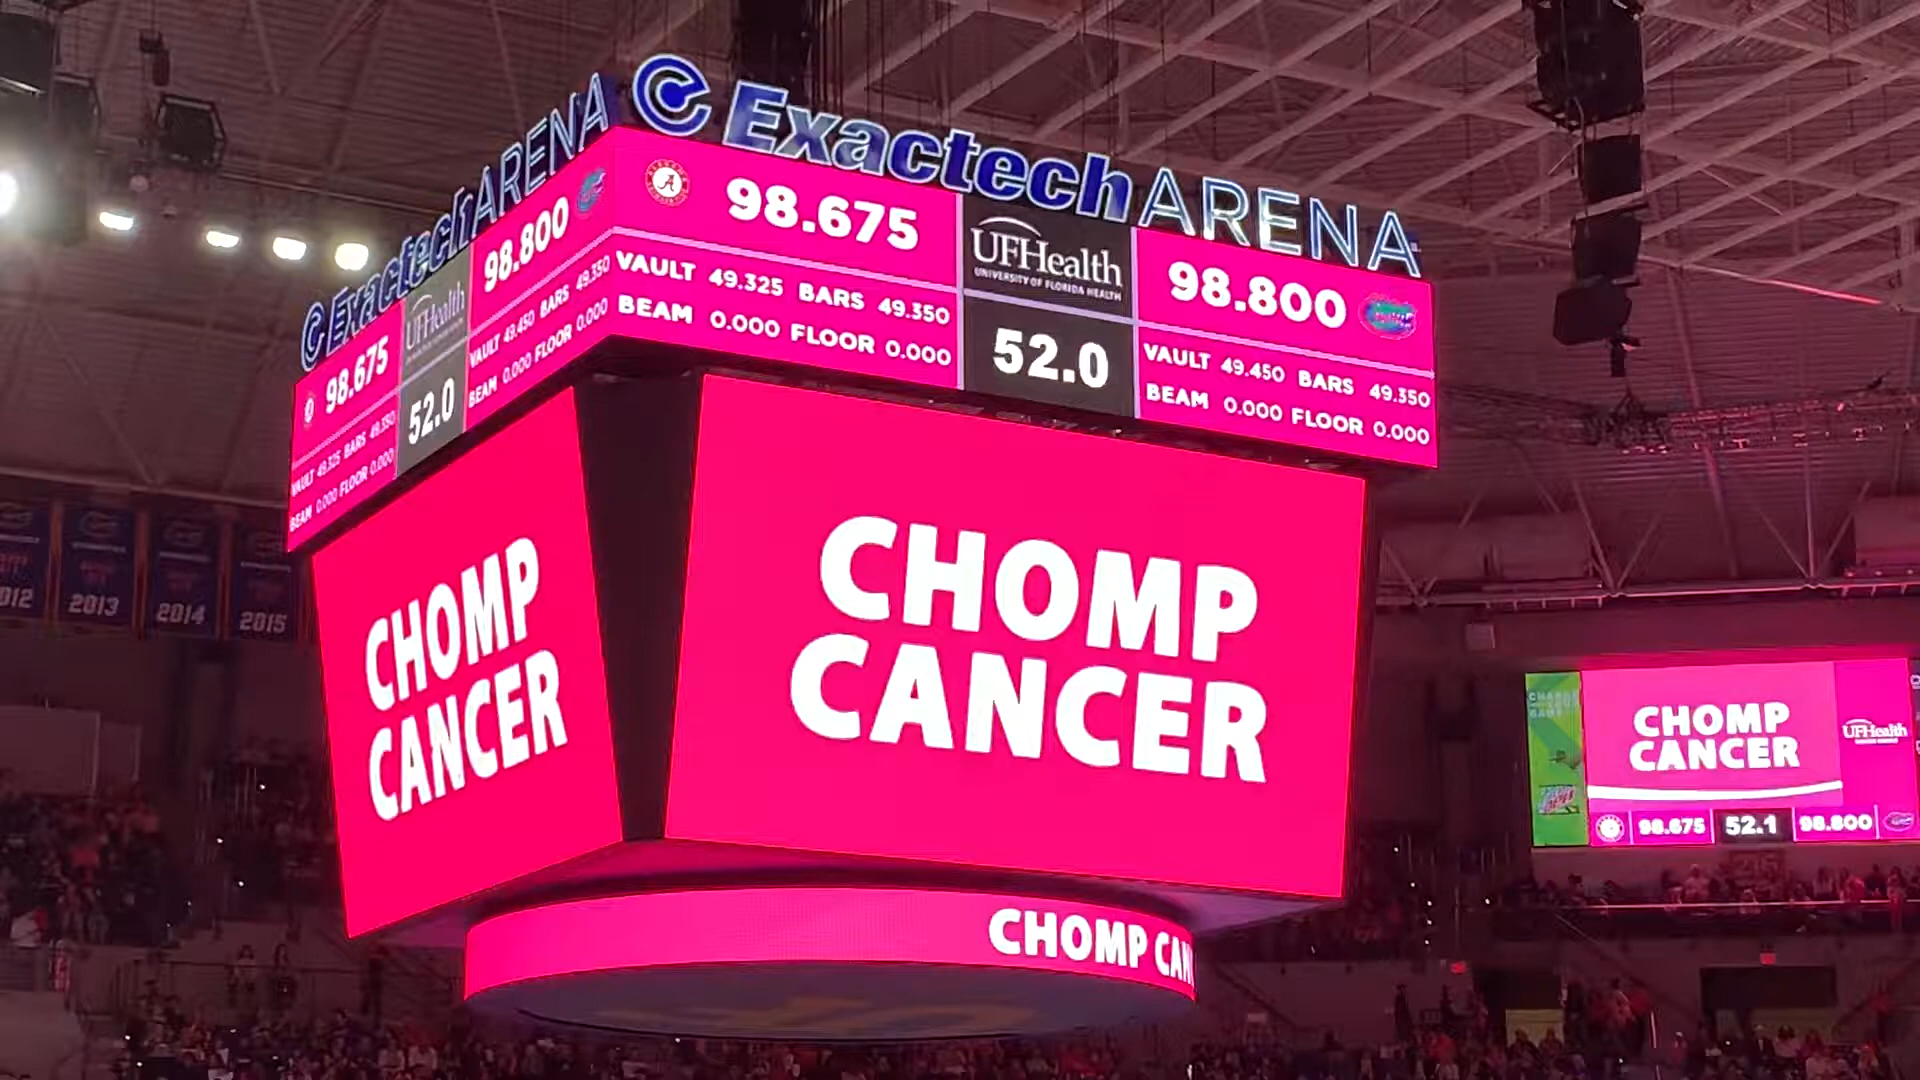 Exactech ARENA
98.675
UFHealth
UNIVERSITY OF FLORIDA HEALTH
98.800
VAULT 49.325 BARS 49.350
BEAM 0.000 FLOOR 0.000
52.0
VAULT 49.450 BARS 49.350
BEAM 0.000 FLOOR 0.000
Exactech ARENA
98.675
UFHealth
98.800
VAULT 49.325 BARS 49.350
BEAM 0.000 FLOOR 0.000
52.0
VAULT 49.450 BARS 49.350
BEAM 0.000 FLOOR 0.000
CHOMP
CANCER
CHOMP
CANCER
CHOMP CAN
2013
2014
2015
CHOMP
CANCER
UFHealth
98.675
52.1
98.800